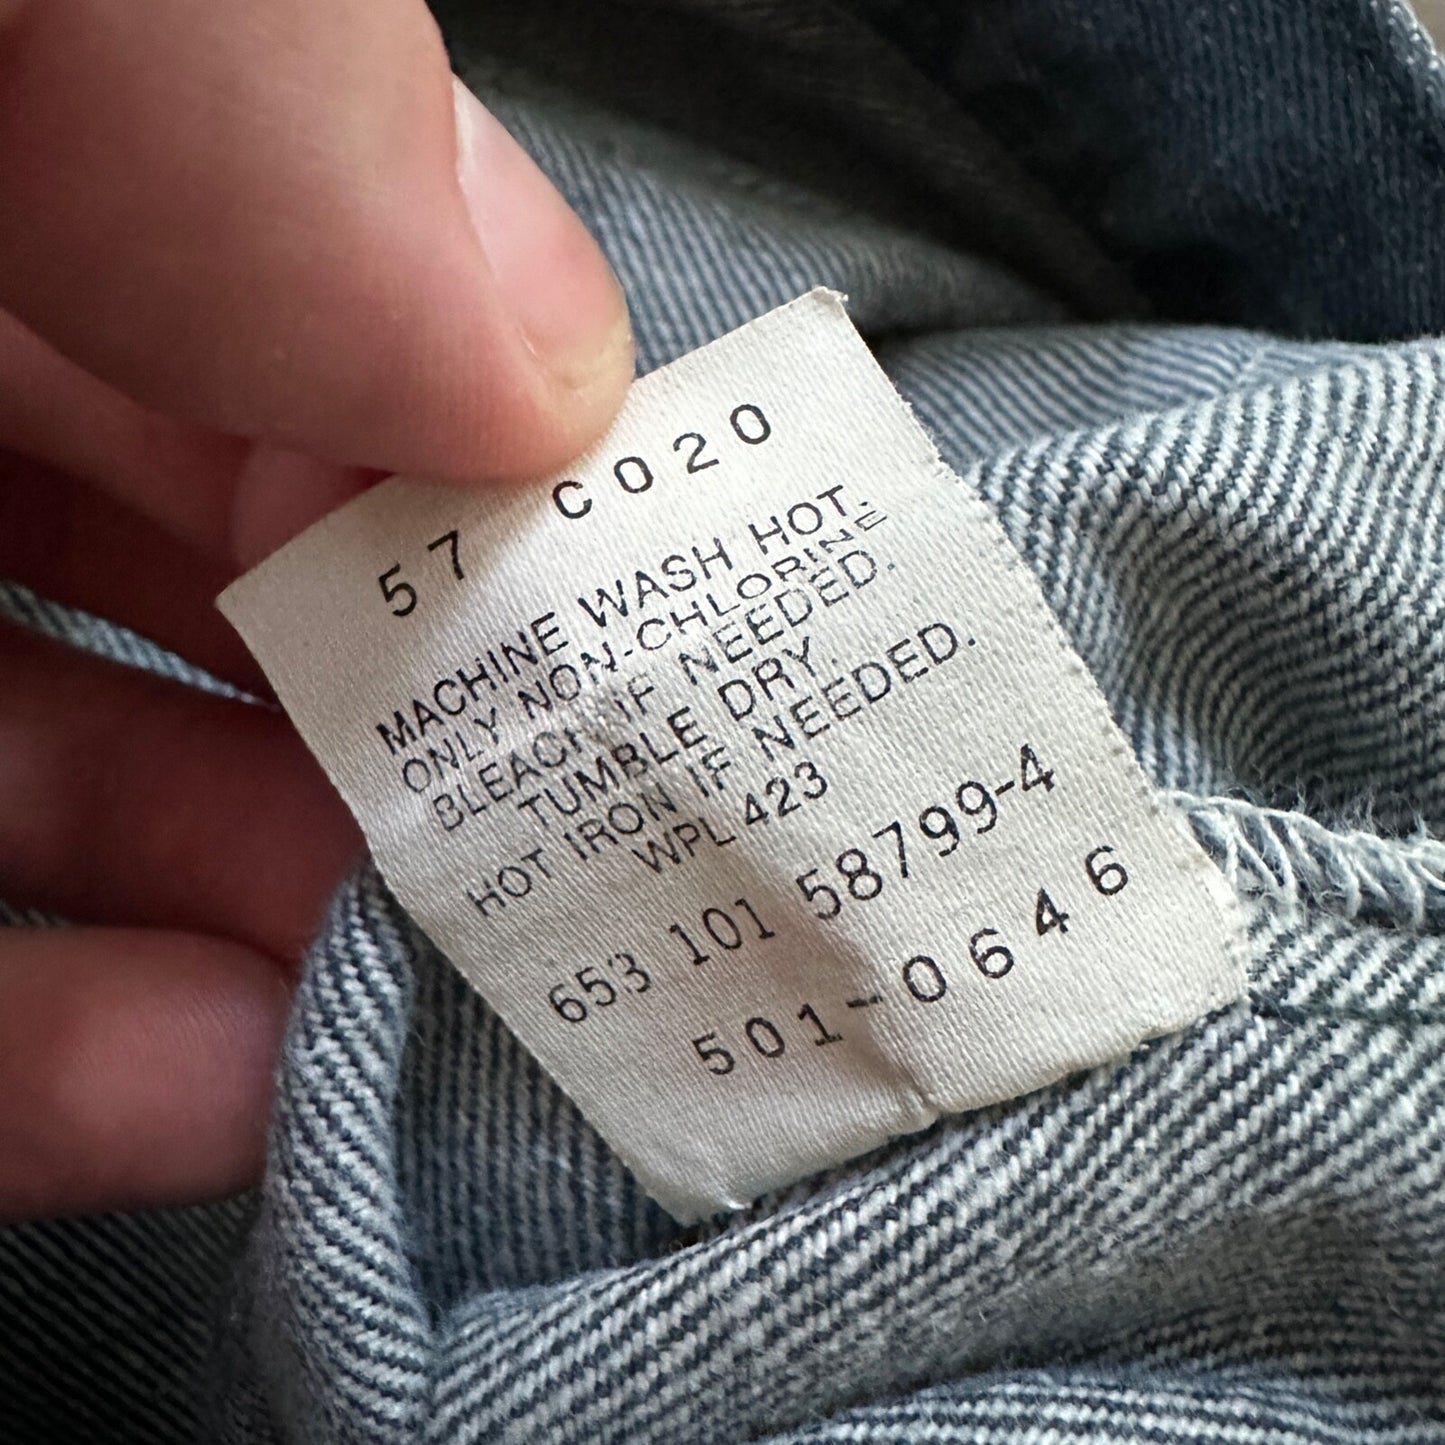 57 C020
MACHINE WASH HOT.
ONLY NON-CHLORINE
BLEACH IF NEEDED.
TUMBLE DRY.
HOT IRON IF NEEDED.
WPL 423
653 101 58799-4
501-0646